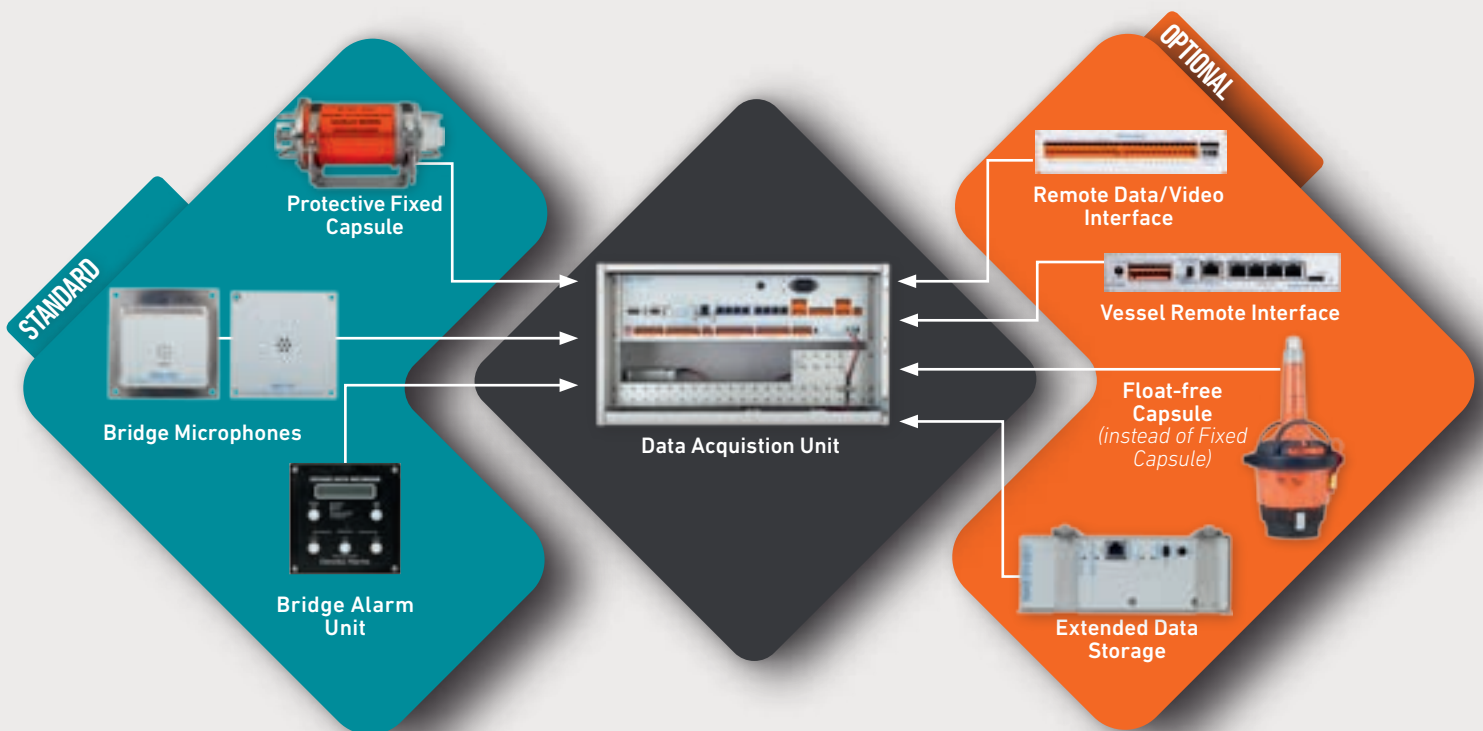 STANDARD
Protective Fixed
Capsule
Bridge Microphones
Bridge Alarm
Unit
Data Acquistion Unit
OPTIONAL
Remote Data/Video
Interface
Vessel Remote Interface
Float-free
Capsule
(instead of Fixed
Capsule)
Extended Data
Storage